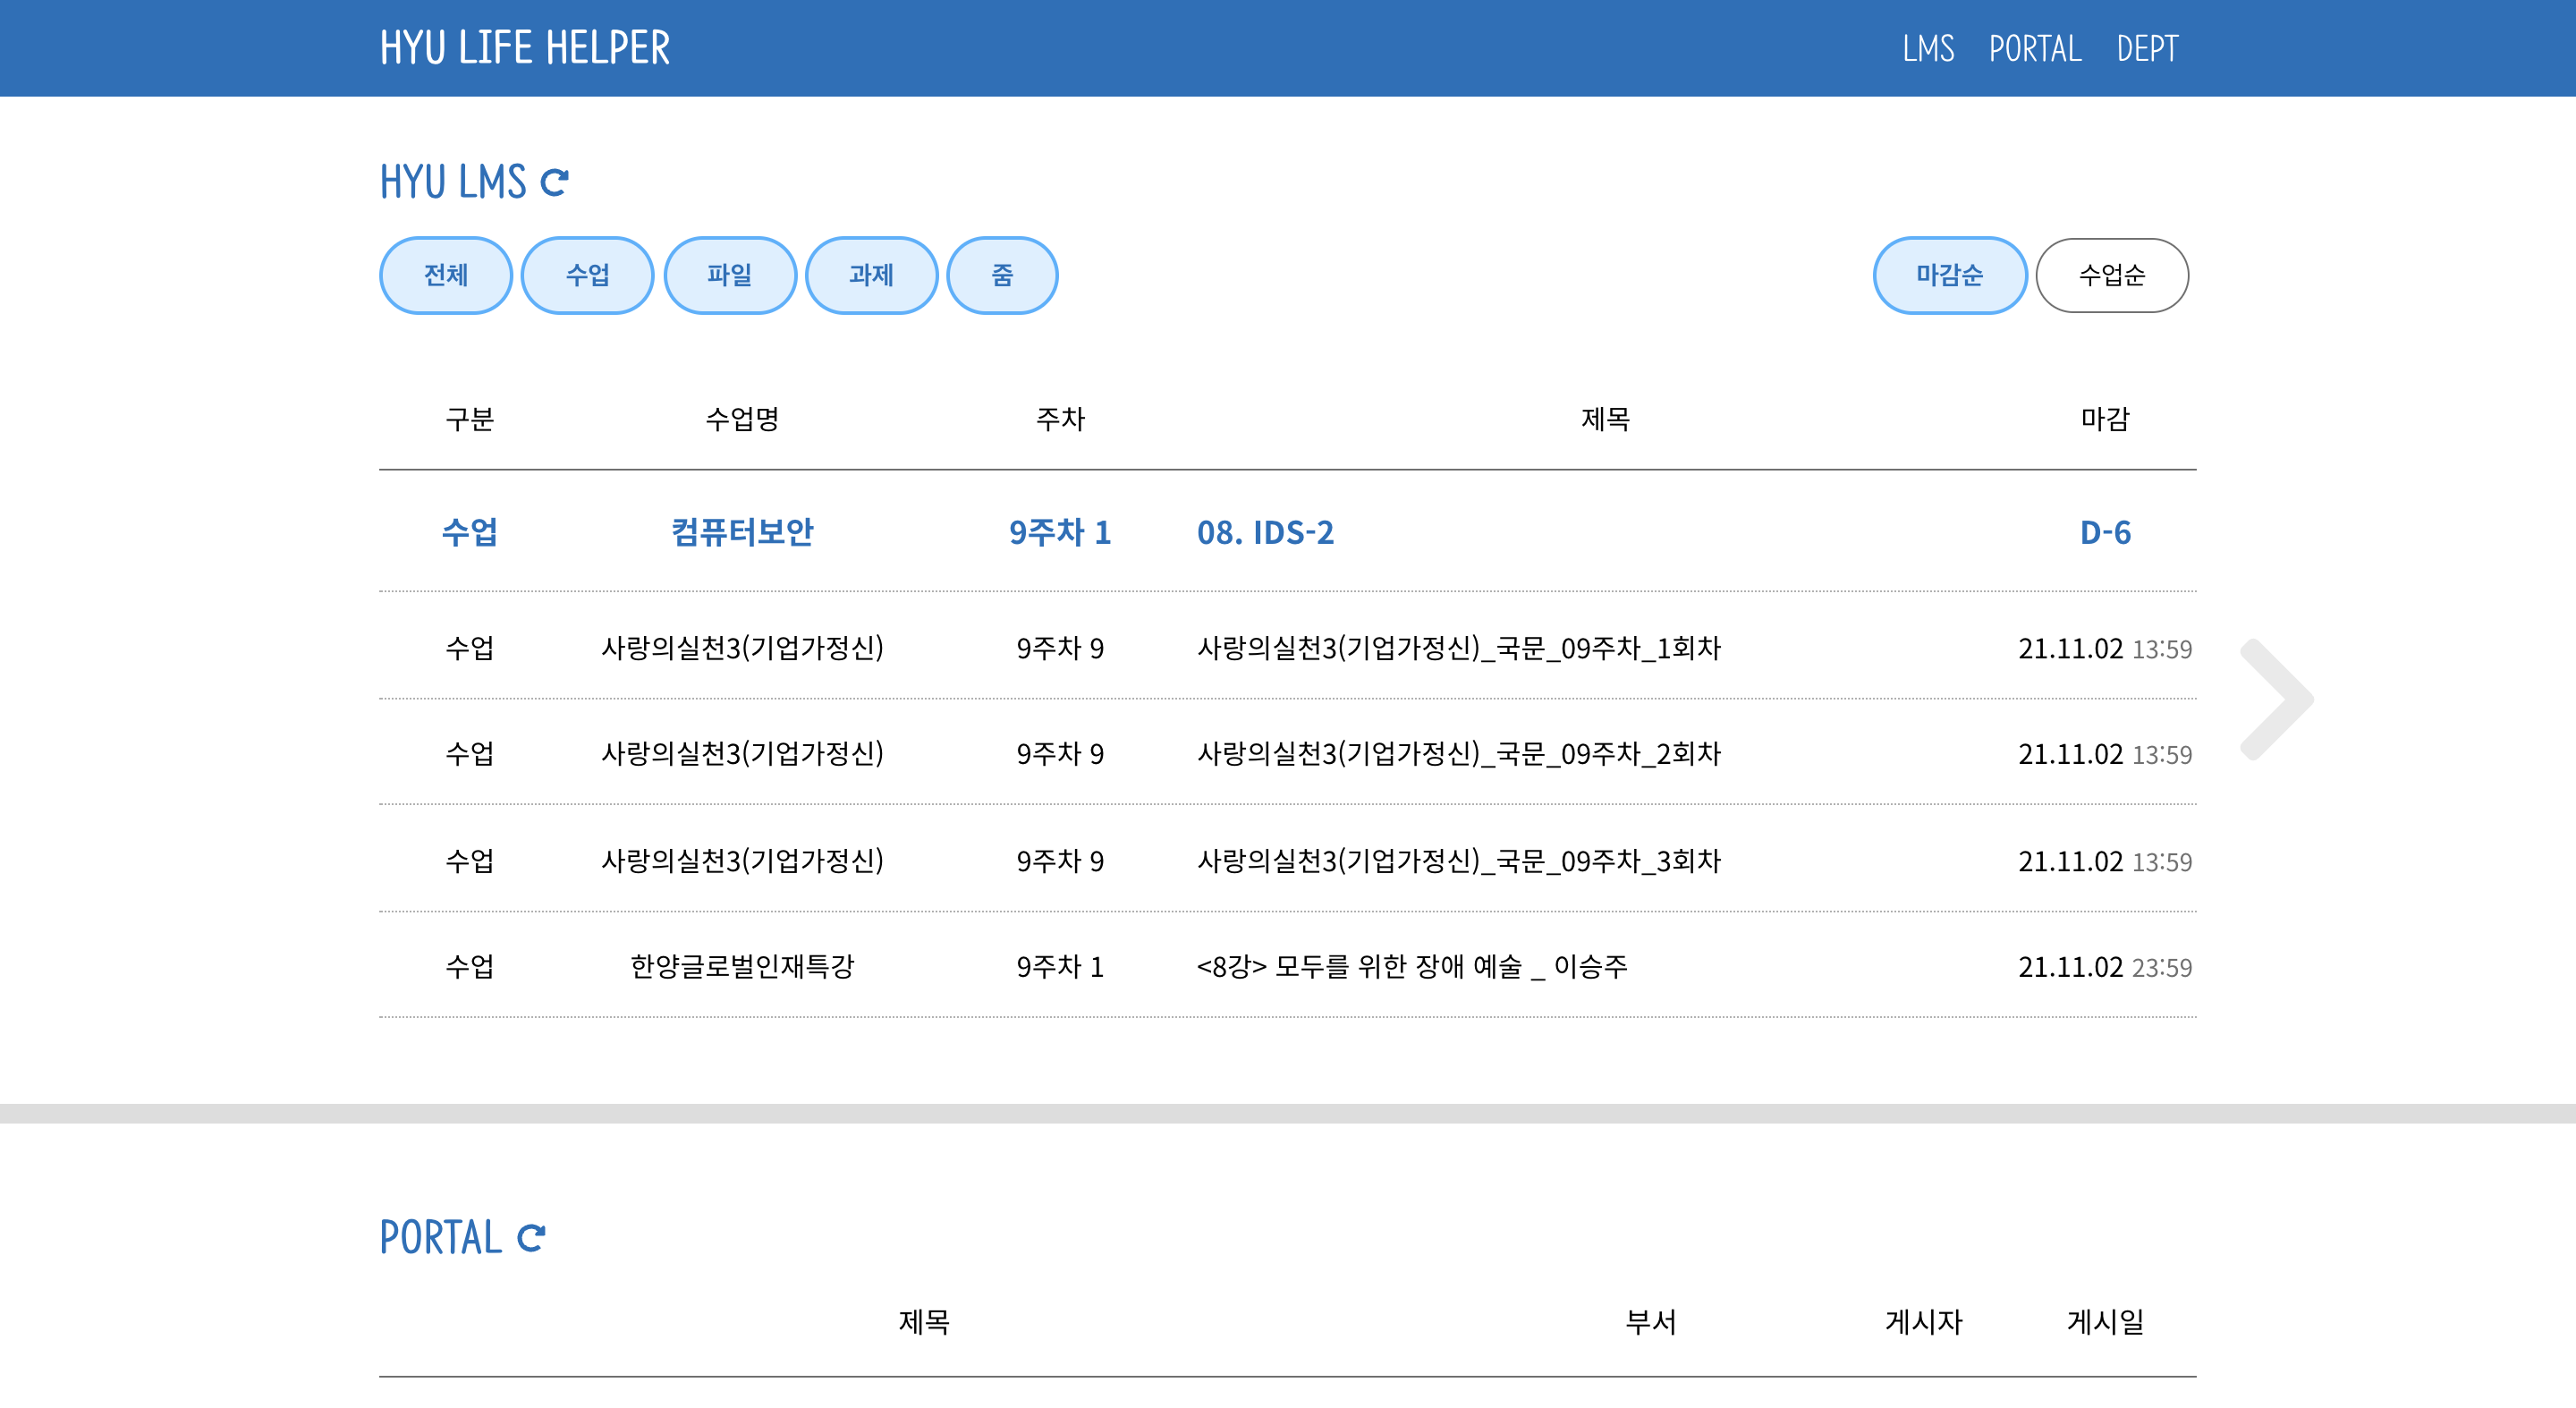 HYU LIFE HELPER LMS PORTAL DEPT
HYU LMS
전체 수업 파일 과제 줌 마감순 수업순
구분 수업명 주차 제목 마감
수업 컴퓨터보안 9주차 1 08. IDS-2 D-6
수업 사랑의실천3(기업가정신) 9주차 9 사랑의실천3(기업가정신)_국문_09주차_1회차 21.11.02 13:59
수업 사랑의실천3(기업가정신) 9주차 9 사랑의실천3(기업가정신)_국문_09주차_2회차 21.11.02 13:59
수업 사랑의실천3(기업가정신) 9주차 9 사랑의실천3(기업가정신)_국문_09주차_3회차 21.11.02 13:59
수업 한양글로벌인재특강 9주차 1 <8강> 모두를 위한 장애 예술 _ 이승주 21.11.02 23:59
PORTAL
제목 부서 게시자 게시일